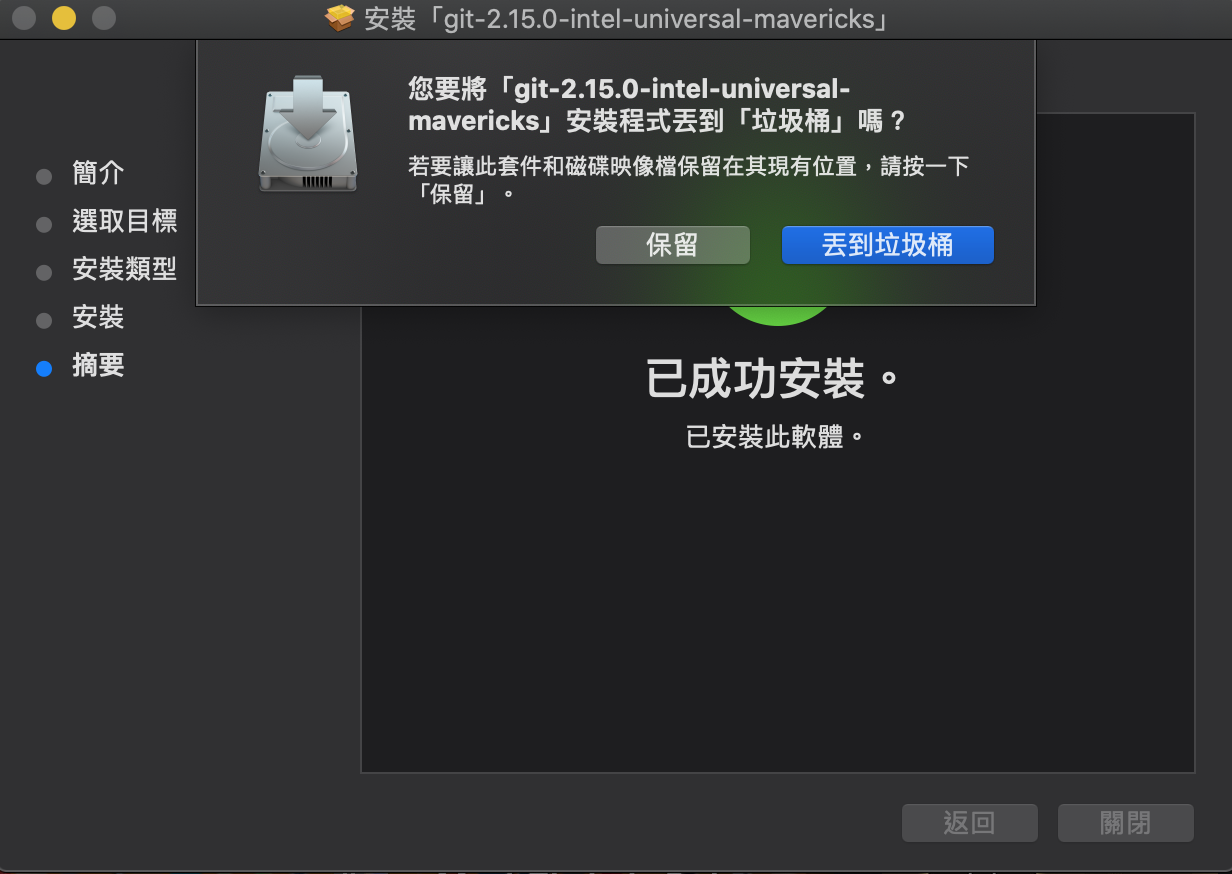 安裝「git-2.15.0-intel-universal-mavericks」
您要將「git-2.15.0-intel-universal-
mavericks」安裝程式丟到「垃圾桶」嗎？
若要讓此套件和磁碟映像檔保留在其現有位置，請按一下
「保留」。
保留
丟到垃圾桶
簡介
選取目標
安裝類型
安裝
摘要
已成功安裝。
已安裝此軟體。
返回
關閉